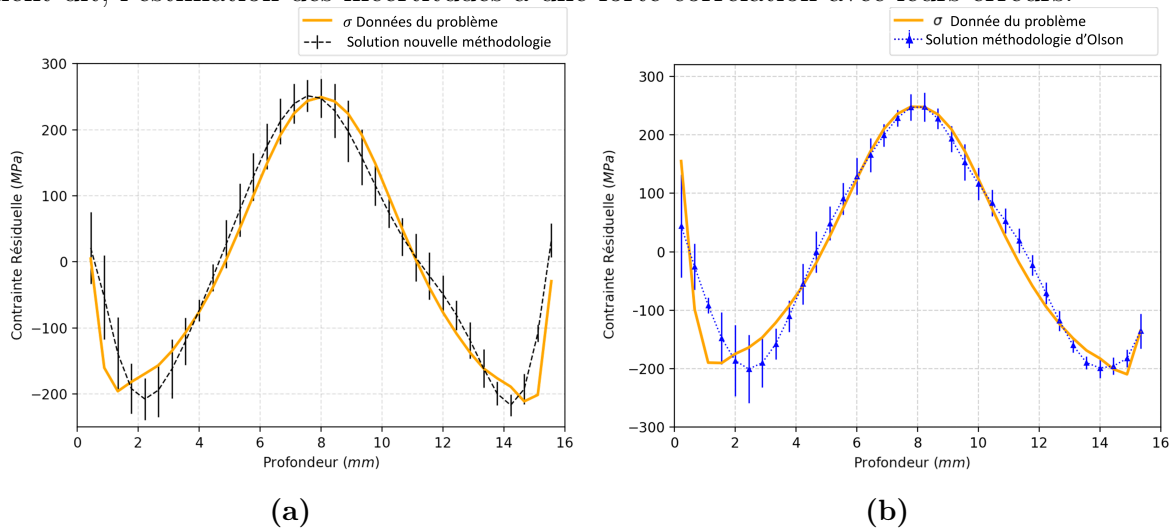 σ Données du problème
Solution nouvelle méthodologie
300
200
100
0
−100
−200
0 2 4 6 8 10 12 14 16
Contrainte Résiduelle (MPa)
Profondeur (mm)
(a)
σ Donnée du problème
Solution méthodologie d'Olson
300
200
100
0
−100
−200
−300
0 2 4 6 8 10 12 14 16
Contrainte Résiduelle (MPa)
Profondeur (mm)
(b)